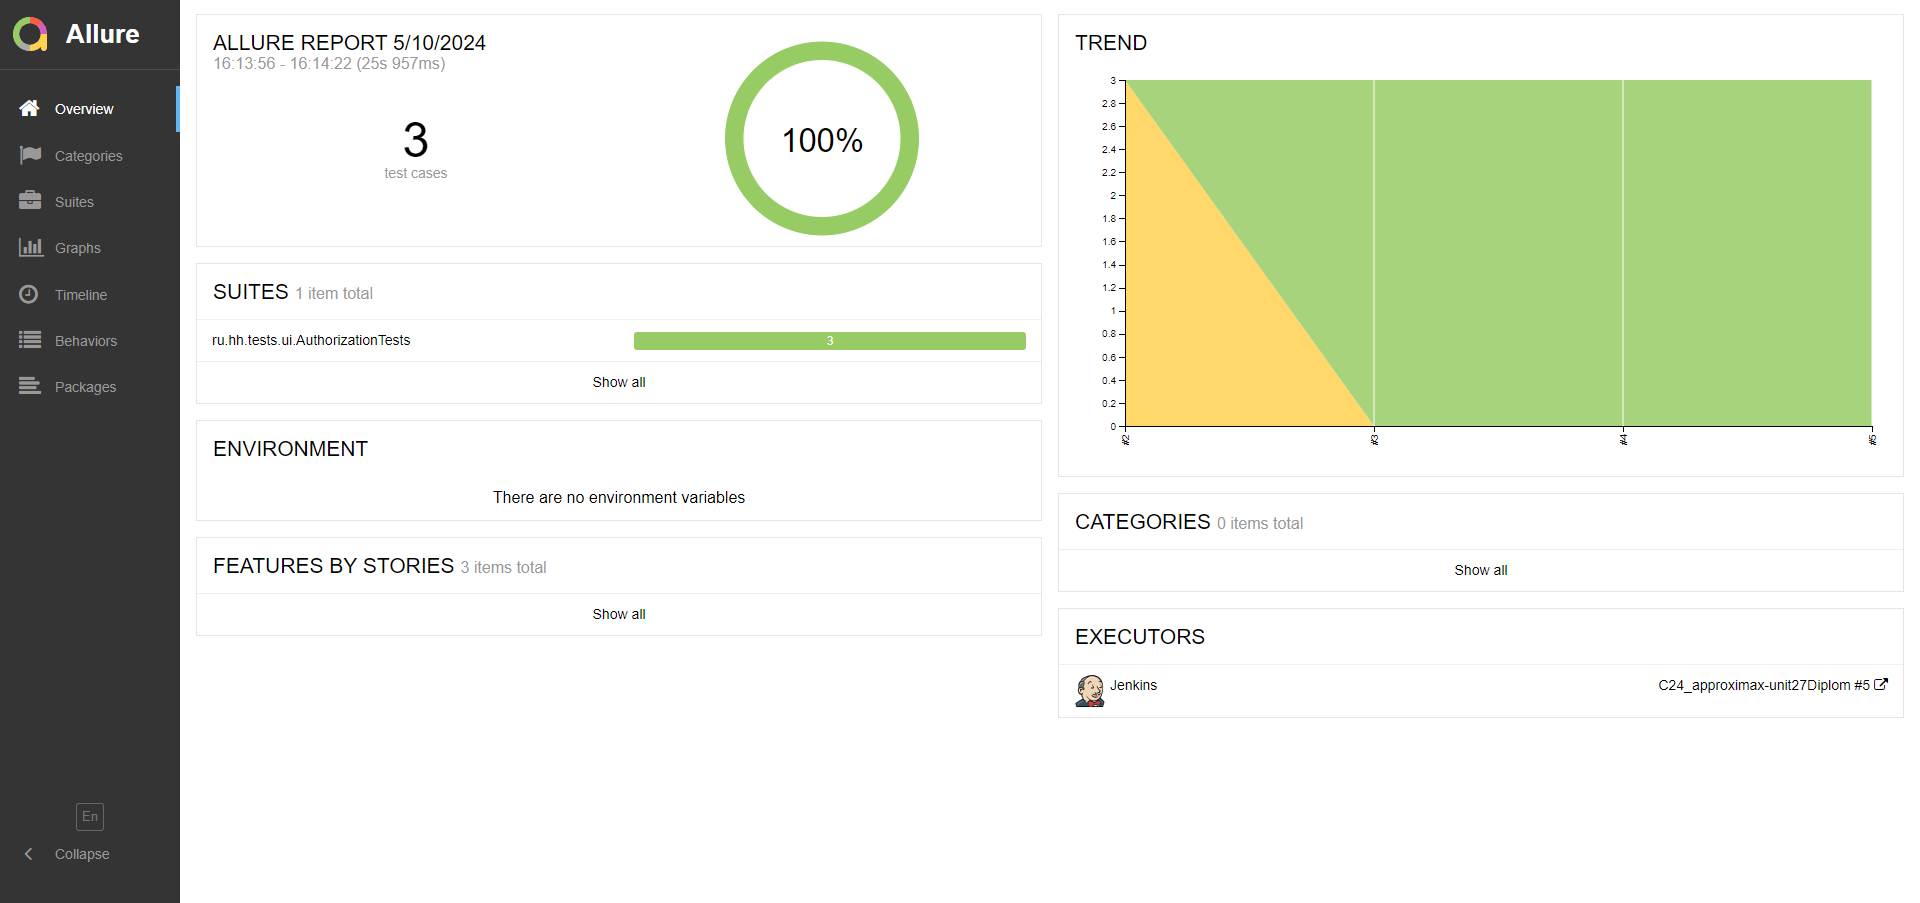 Allure
Overview
Categories
Suites
Graphs
Timeline
Behaviors
Packages
En
Collapse
ALLURE REPORT 5/10/2024
16:13:56 - 16:14:22 (25s 957ms)
3
test cases
100%
SUITES 1 item total
ru.hh.tests.ui.AuthorizationTests 3
Show all
ENVIRONMENT
There are no environment variables
FEATURES BY STORIES 3 items total
Show all
TREND
3
2.8
2.6
2.4
2.2
2
1.8
1.6
1.4
1.2
1
0.8
0.6
0.4
0.2
0
#2 #3 #4 #5
CATEGORIES 0 items total
Show all
EXECUTORS
Jenkins C24_approximax-unit27Diplom #5